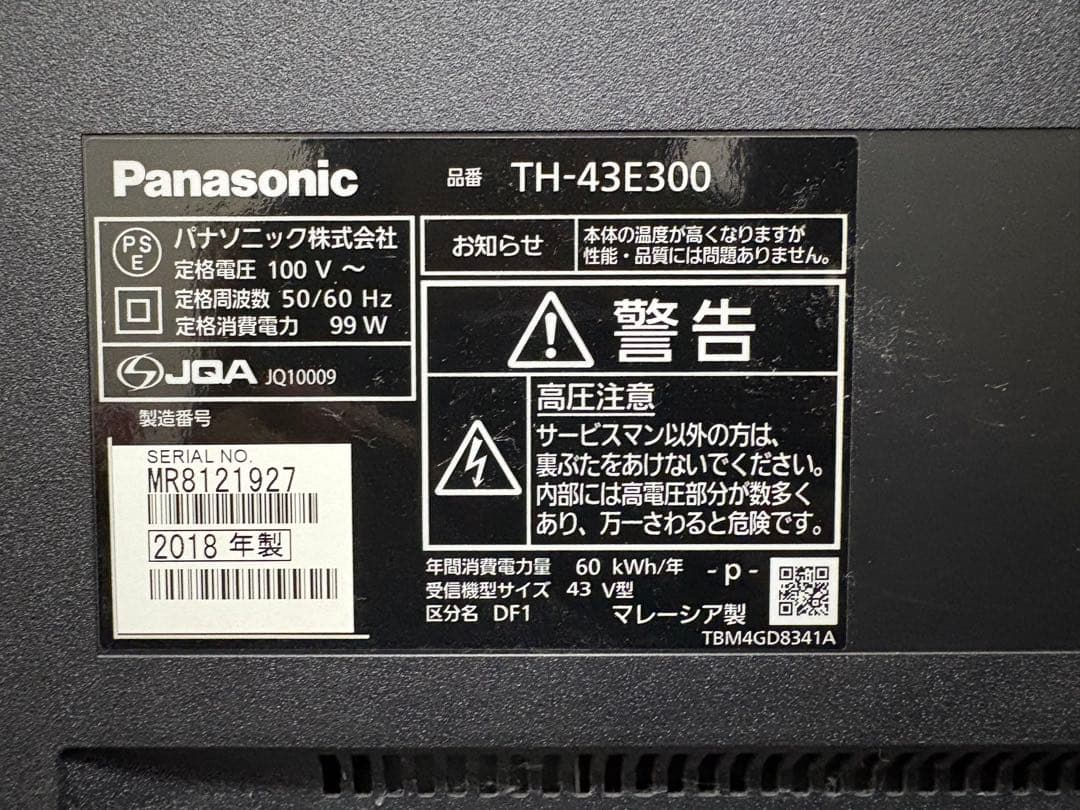 Panasonic
品番 TH-43E300
PSE
パナソニック株式会社
定格電圧 100 V ～
定格周波数 50/60 Hz
定格消費電力 99 W
JQA JQ10009
製造番号
SERIAL NO.
MR8121927
2018 年製
お知らせ
本体の温度が高くなりますが
性能・品質には問題ありません。
警告
高圧注意
サービスマン以外の方は、
裏ぶたをあけないでください。
内部には高電圧部分が数多く
あり、万一さわると危険です。
年間消費電力量 60 kWh/年
受信機型サイズ 43 V型
区分名 DF1
-p-
マレーシア製
TBM4GD8341A